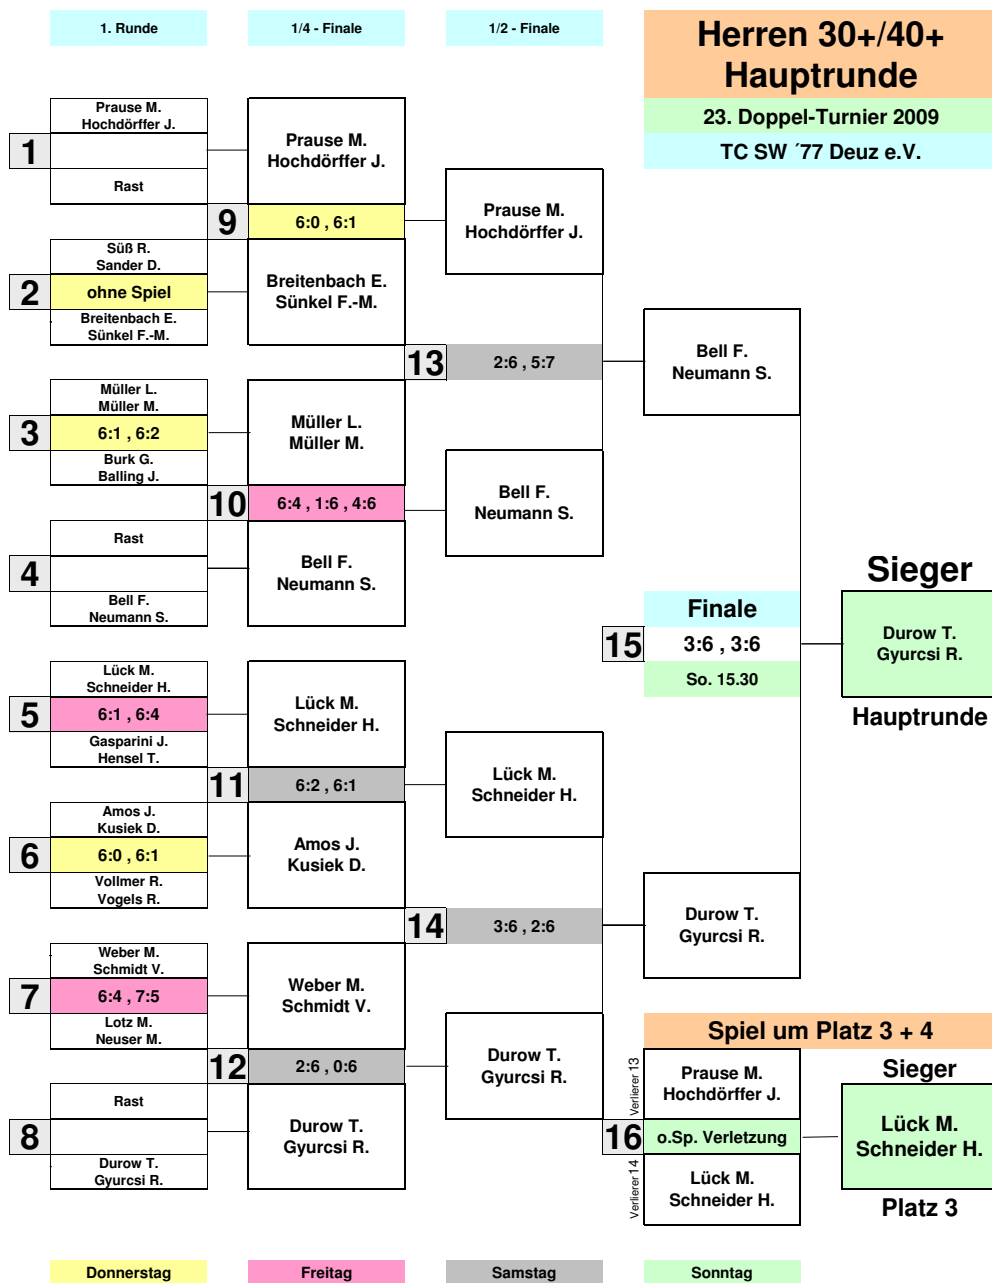 1. Runde
1/4 - Finale
1/2 - Finale
Herren 30+/40+
Hauptrunde
23. Doppel-Turnier 2009
TC SW ´77 Deuz e.V.
Prause M.
Hochdörffer J.
1
Rast
Prause M.
Hochdörffer J.
9
6:0 , 6:1
Prause M.
Hochdörffer J.
Süß R.
Sander D.
2
ohne Spiel
Breitenbach E.
Sünkel F.-M.
Breitenbach E.
Sünkel F.-M.
13
2:6 , 5:7
Bell F.
Neumann S.
Müller L.
Müller M.
3
6:1 , 6:2
Burk G.
Balling J.
Müller L.
Müller M.
10
6:4 , 1:6 , 4:6
Bell F.
Neumann S.
Rast
4
Bell F.
Neumann S.
Bell F.
Neumann S.
Finale
15
3:6 , 3:6
So. 15.30
Sieger
Durow T.
Gyurcsi R.
Hauptrunde
Lück M.
Schneider H.
5
6:1 , 6:4
Gasparini J.
Hensel T.
Lück M.
Schneider H.
11
6:2 , 6:1
Lück M.
Schneider H.
Amos J.
Kusiek D.
6
6:0 , 6:1
Vollmer R.
Vogels R.
Amos J.
Kusiek D.
14
3:6 , 2:6
Durow T.
Gyurcsi R.
Weber M.
Schmidt V.
7
6:4 , 7:5
Lotz M.
Neuser M.
Weber M.
Schmidt V.
12
2:6 , 0:6
Durow T.
Gyurcsi R.
Rast
8
Durow T.
Gyurcsi R.
Durow T.
Gyurcsi R.
Spiel um Platz 3 + 4
Verlierer 13
Prause M.
Hochdörffer J.
16
o.Sp. Verletzung
Verlierer 14
Lück M.
Schneider H.
Sieger
Lück M.
Schneider H.
Platz 3
Donnerstag
Freitag
Samstag
Sonntag